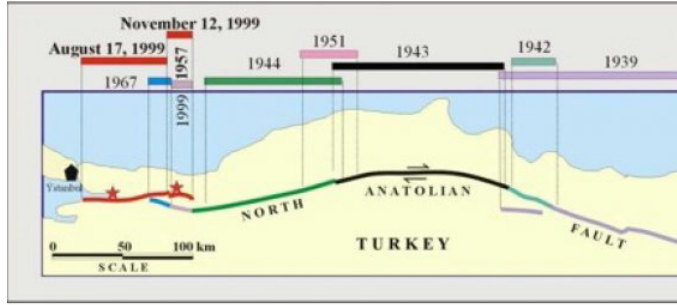 November 12, 1999
August 17, 1999
1957
1951
1943
1942
1967
1944
1939
1999
Ystanbul
NORTH
ANATOLIAN
FAULT
TURKEY
0 50 100 km
SCALE